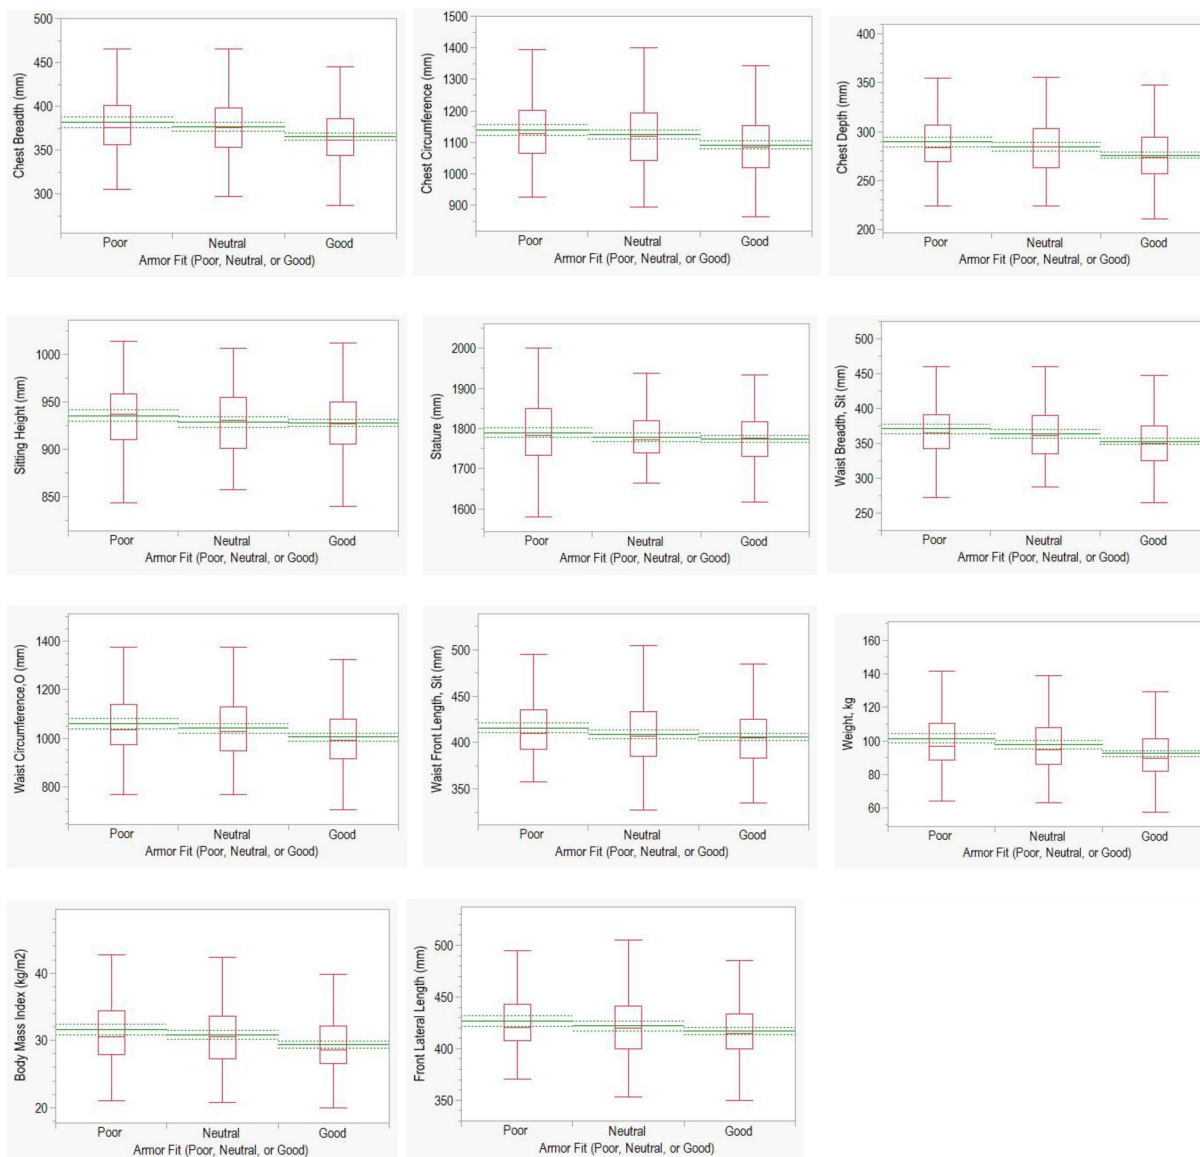 Chest Breadth (mm)
500
450
400
350
300
Poor Neutral Good
Armor Fit (Poor, Neutral, or Good)
Chest Circumference (mm)
1500
1400
1300
1200
1100
1000
900
Poor Neutral Good
Armor Fit (Poor, Neutral, or Good)
Chest Depth (mm)
400
350
300
250
200
Poor Neutral Good
Armor Fit (Poor, Neutral, or Good)
Sitting Height (mm)
1000
950
900
850
Poor Neutral Good
Armor Fit (Poor, Neutral, or Good)
Stature (mm)
2000
1900
1800
1700
1600
Poor Neutral Good
Armor Fit (Poor, Neutral, or Good)
Waist Breadth, Sit (mm)
500
450
400
350
300
250
Poor Neutral Good
Armor Fit (Poor, Neutral, or Good)
Waist Circumference,O (mm)
1400
1200
1000
800
Poor Neutral Good
Armor Fit (Poor, Neutral, or Good)
Waist Front Length, Sit (mm)
500
450
400
350
Poor Neutral Good
Armor Fit (Poor, Neutral, or Good)
Weight, kg
160
140
120
100
80
60
Poor Neutral Good
Armor Fit (Poor, Neutral, or Good)
Body Mass Index (kg/m2)
40
30
20
Poor Neutral Good
Armor Fit (Poor, Neutral, or Good)
Front Lateral Length (mm)
500
450
400
350
Poor Neutral Good
Armor Fit (Poor, Neutral, or Good)